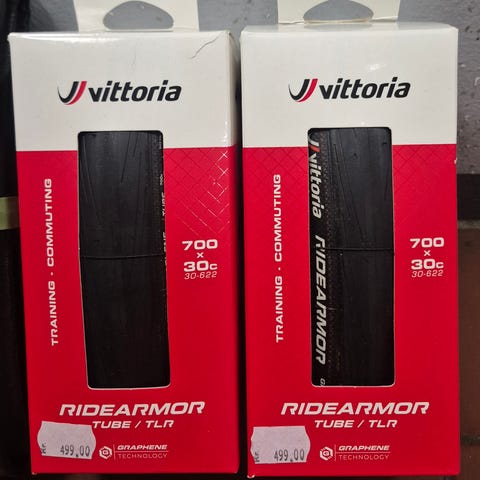 vittoria
TRAINING · COMMUTING
700
×
30c
30-622
RIDEARMOR
TUBE / TLR
GRAPHENE
TECHNOLOGY
499,00
vittoria
TRAINING · COMMUTING
vittoria RIDEARMOR
700
×
30c
30-622
RIDEARMOR
TUBE / TLR
GRAPHENE
TECHNOLOGY
499,00